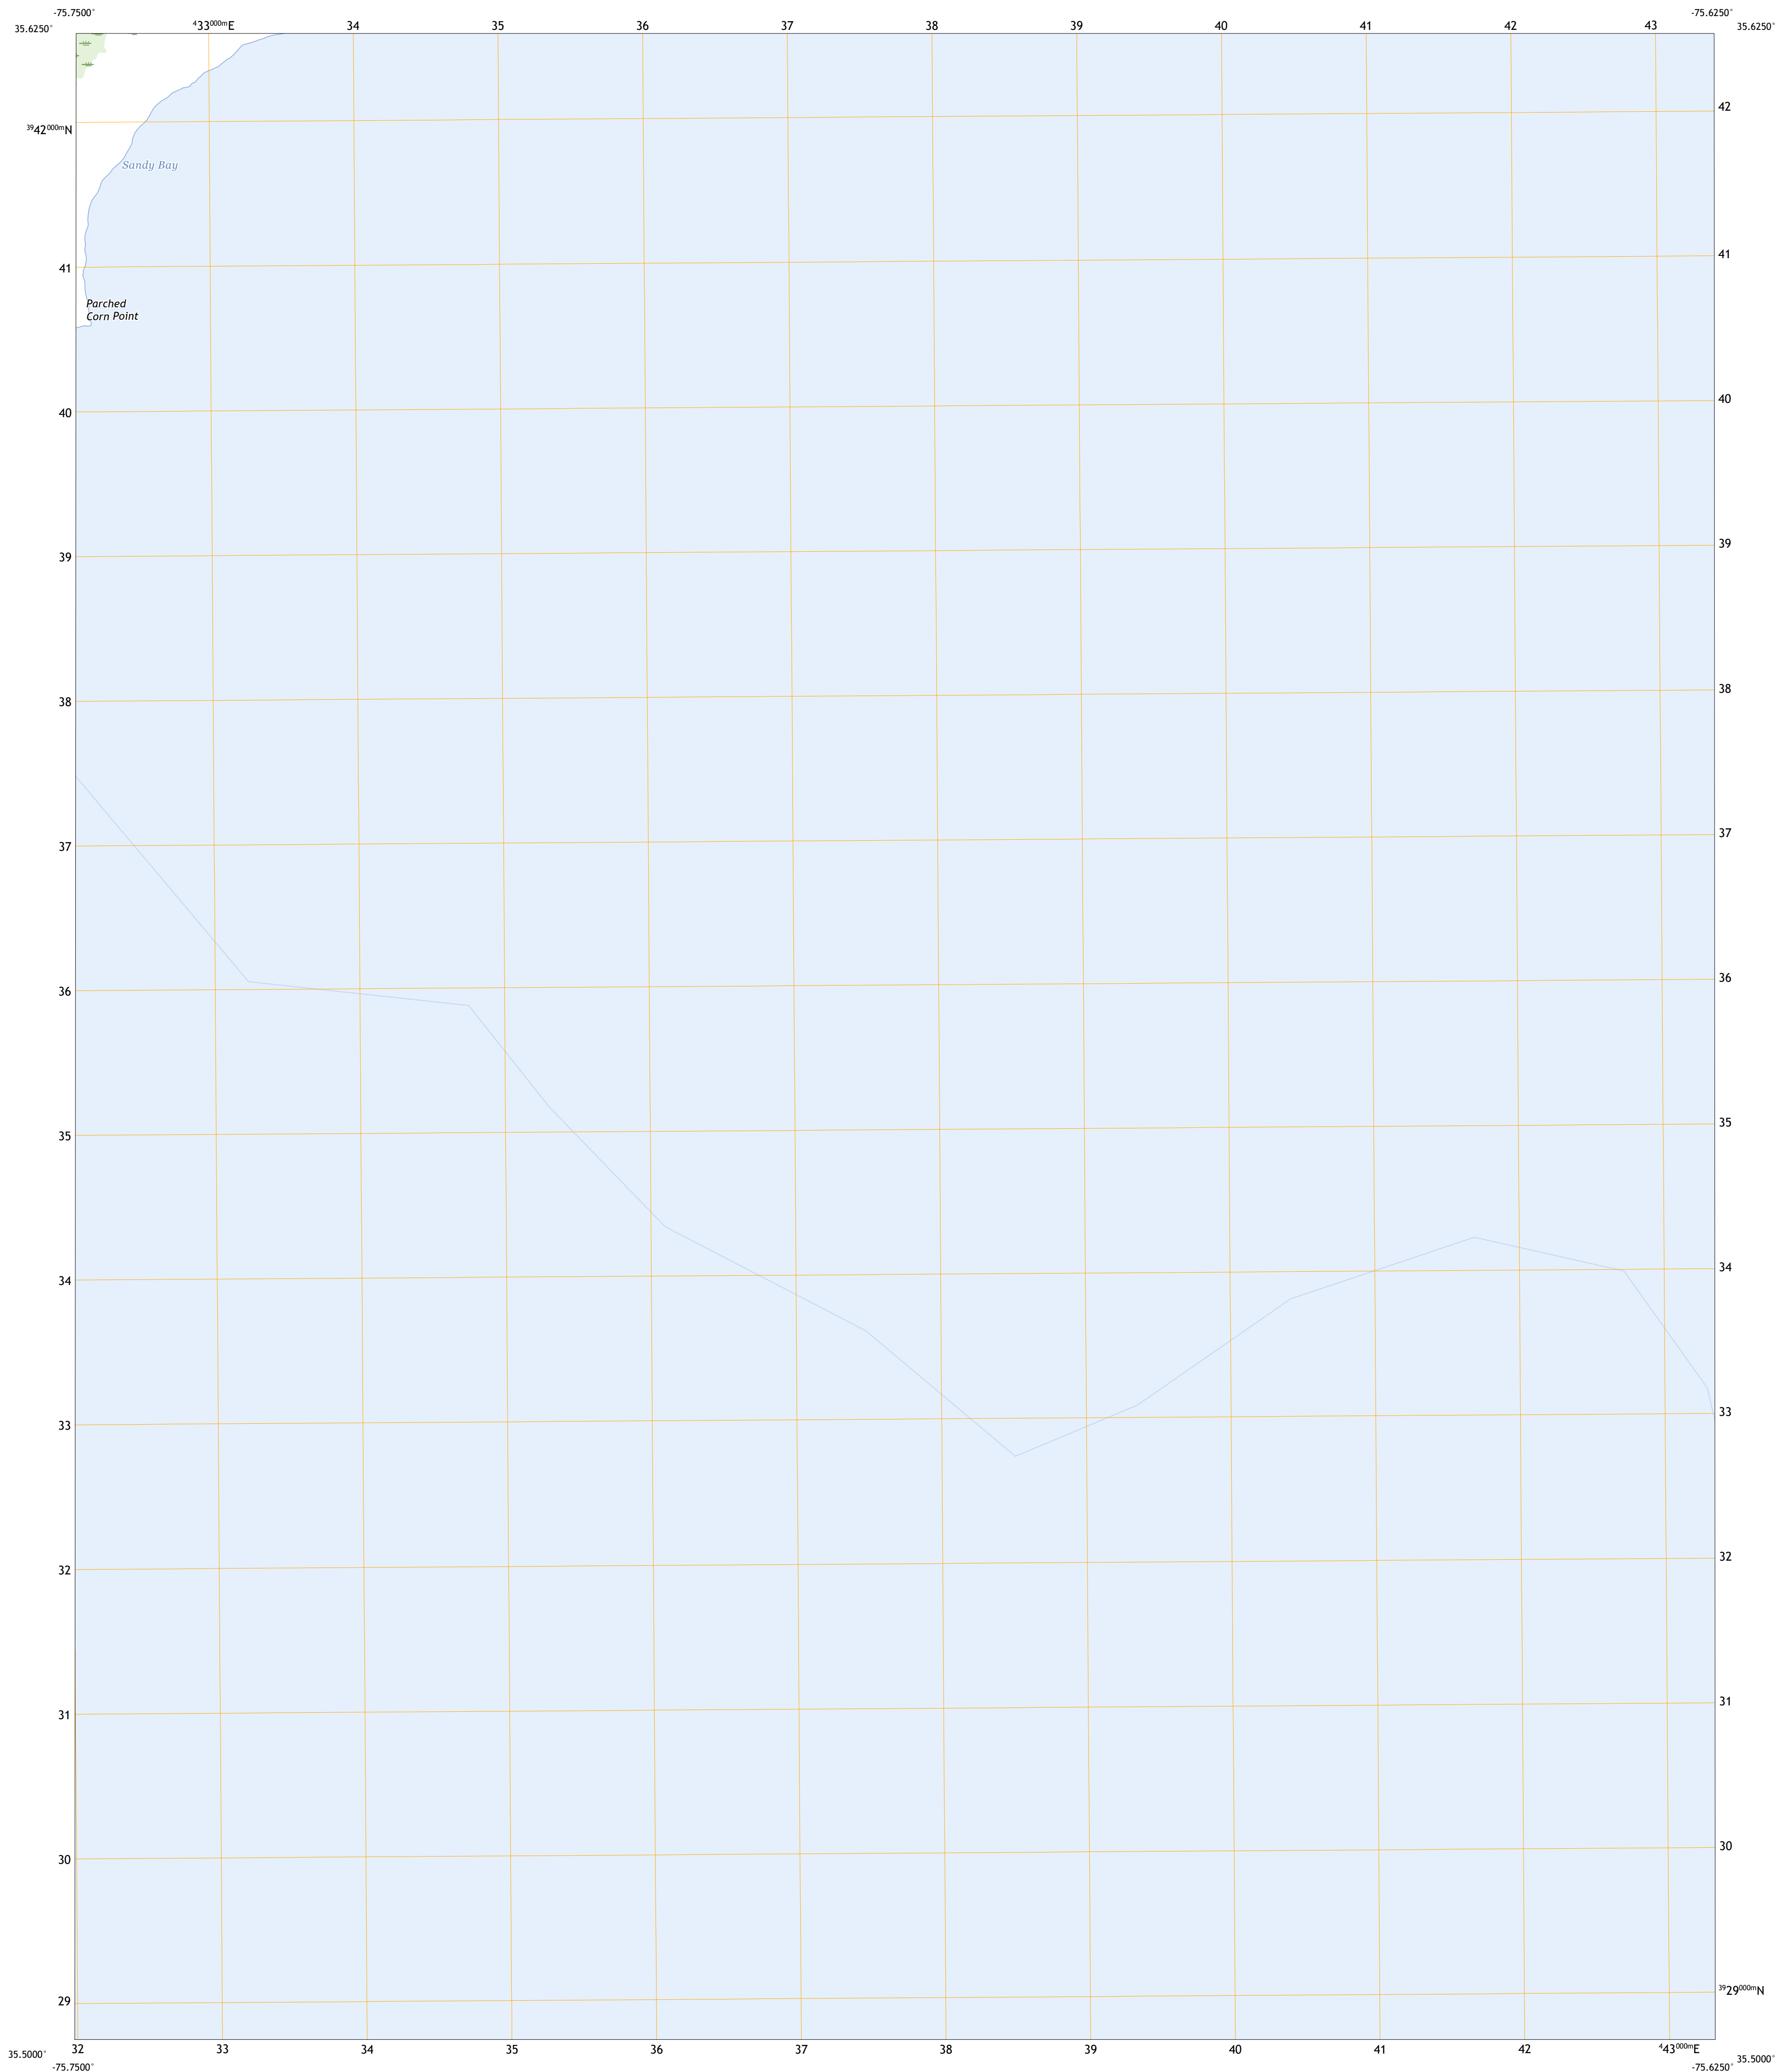 -75.7500° -75.6250°
35.6250° 433000mE 34 35 36 37 38 39 40 41 42 43 35.6250°
3942000mN 42
Sandy Bay
41 41
Parched
Corn Point
40 40
39 39
38 38
37 37
36 36
35 35
34 34
33 33
32 32
31 31
30 30
29 3929000mN
35.5000° 32 33 34 35 36 37 38 39 40 41 42 443000mE 35.5000°
-75.7500° -75.6250°